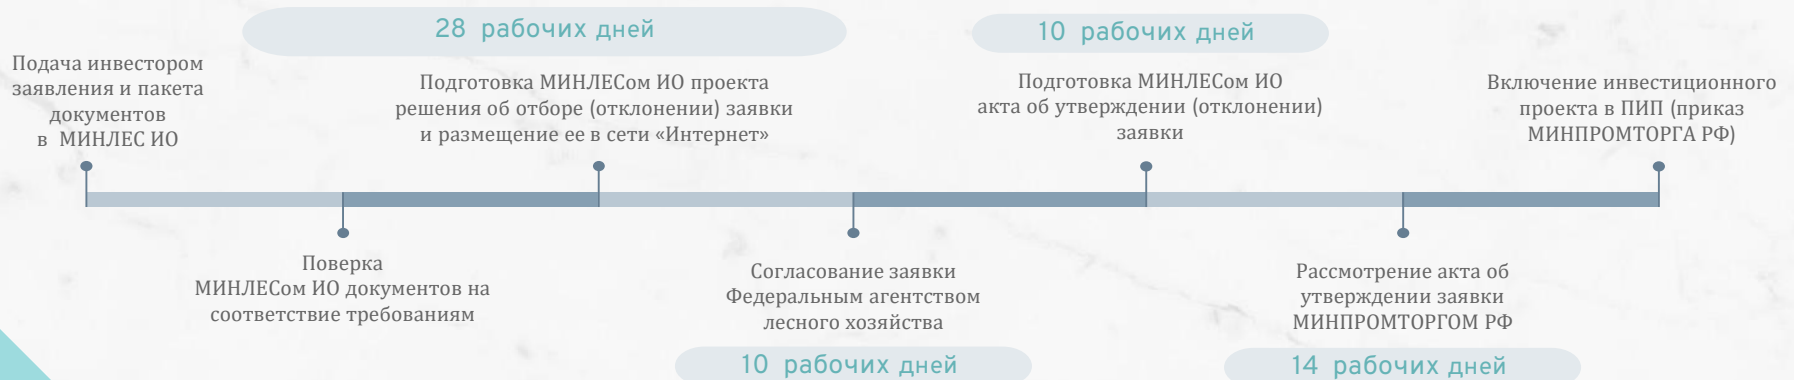 28 рабочих дней
10 рабочих дней
Подача инвестором
заявления и пакета
документов
в МИНЛЕС ИО
Подготовка МИНЛЕСом ИО проекта
решения об отборе (отклонении) заявки
и размещение ее в сети «Интернет»
Подготовка МИНЛЕСом ИО
акта об утверждении (отклонении)
заявки
Включение инвестиционного
проекта в ПИП (приказ
МИНПРОМТОРГА РФ)
Поверка
МИНЛЕСом ИО документов на
соответствие требованиям
Согласование заявки
Федеральным агентством
лесного хозяйства
Рассмотрение акта об
утверждении заявки
МИНПРОМТОРГОМ РФ
10 рабочих дней
14 рабочих дней